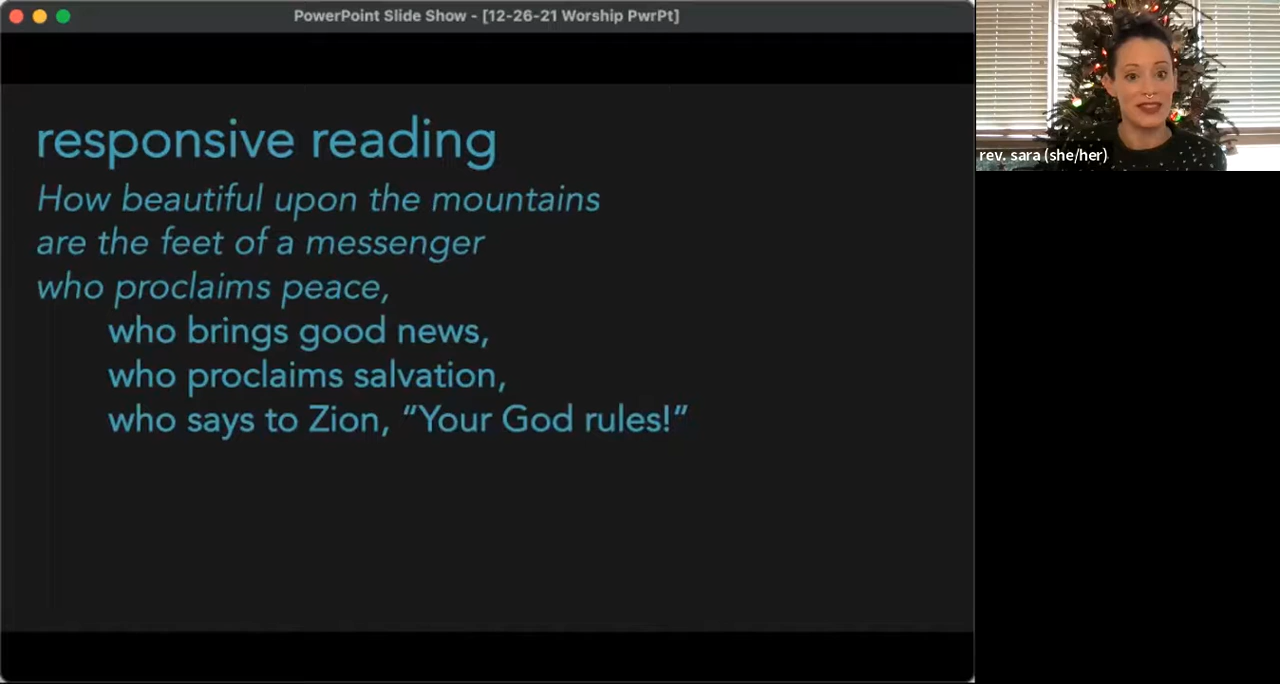 PowerPoint Slide Show - [12-26-21 Worship PwrPt]
responsive reading
How beautiful upon the mountains
are the feet of a messenger
who proclaims peace,
who brings good news,
who proclaims salvation,
who says to Zion, “Your God rules!”
rev. sara (she/her)